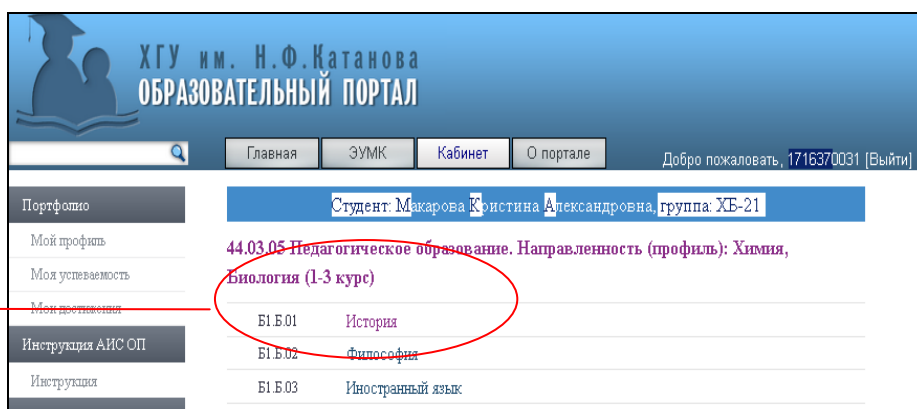 ХГУ им. Н.Ф.Катанова
ОБРАЗОВАТЕЛЬНЫЙ ПОРТАЛ
Главная ЭУМК Кабинет О портале
Добро пожаловать, 1716370031 [Выйти]
Портфолио
Мой профиль
Моя успеваемость
Мои достижения
Инструкция АИС ОП
Инструкция
Студент: Макарова Кристина Александровна, группа: ХБ-21
44.03.05 Педагогическое образование. Направленность (профиль): Химия,
Биология (1-3 курс)
Б1.Б.01 История
Б1.Б.02 Философия
Б1.Б.03 Иностранный язык